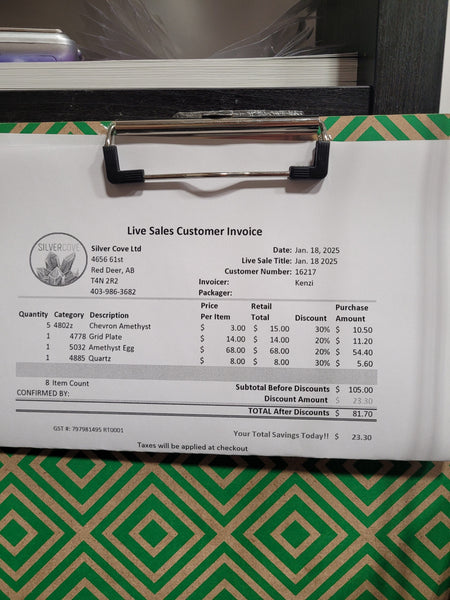 Live Sales Customer Invoice
SILVERCOVE
Silver Cove Ltd
4656 61st
Red Deer, AB
T4N 2R2
403-986-3682
Date: Jan. 18, 2025
Live Sale Title: Jan. 18 2025
Customer Number: 16217
Invoicer: Kenzi
Packager:
Quantity Category Description Price Per Item Retail Total Discount Purchase Amount
5 4802z Chevron Amethyst $ 3.00 $ 15.00 30% $ 10.50
1 4778 Grid Plate $ 14.00 $ 14.00 20% $ 11.20
1 5032 Amethyst Egg $ 68.00 $ 68.00 20% $ 54.40
1 4885 Quartz $ 8.00 $ 8.00 30% $ 5.60
8 Item Count
Subtotal Before Discounts $ 105.00
CONFIRMED BY:
Discount Amount $ 23.30
TOTAL After Discounts $ 81.70
GST #: 797981495 RT0001
Your Total Savings Today!! $ 23.30
Taxes will be applied at checkout